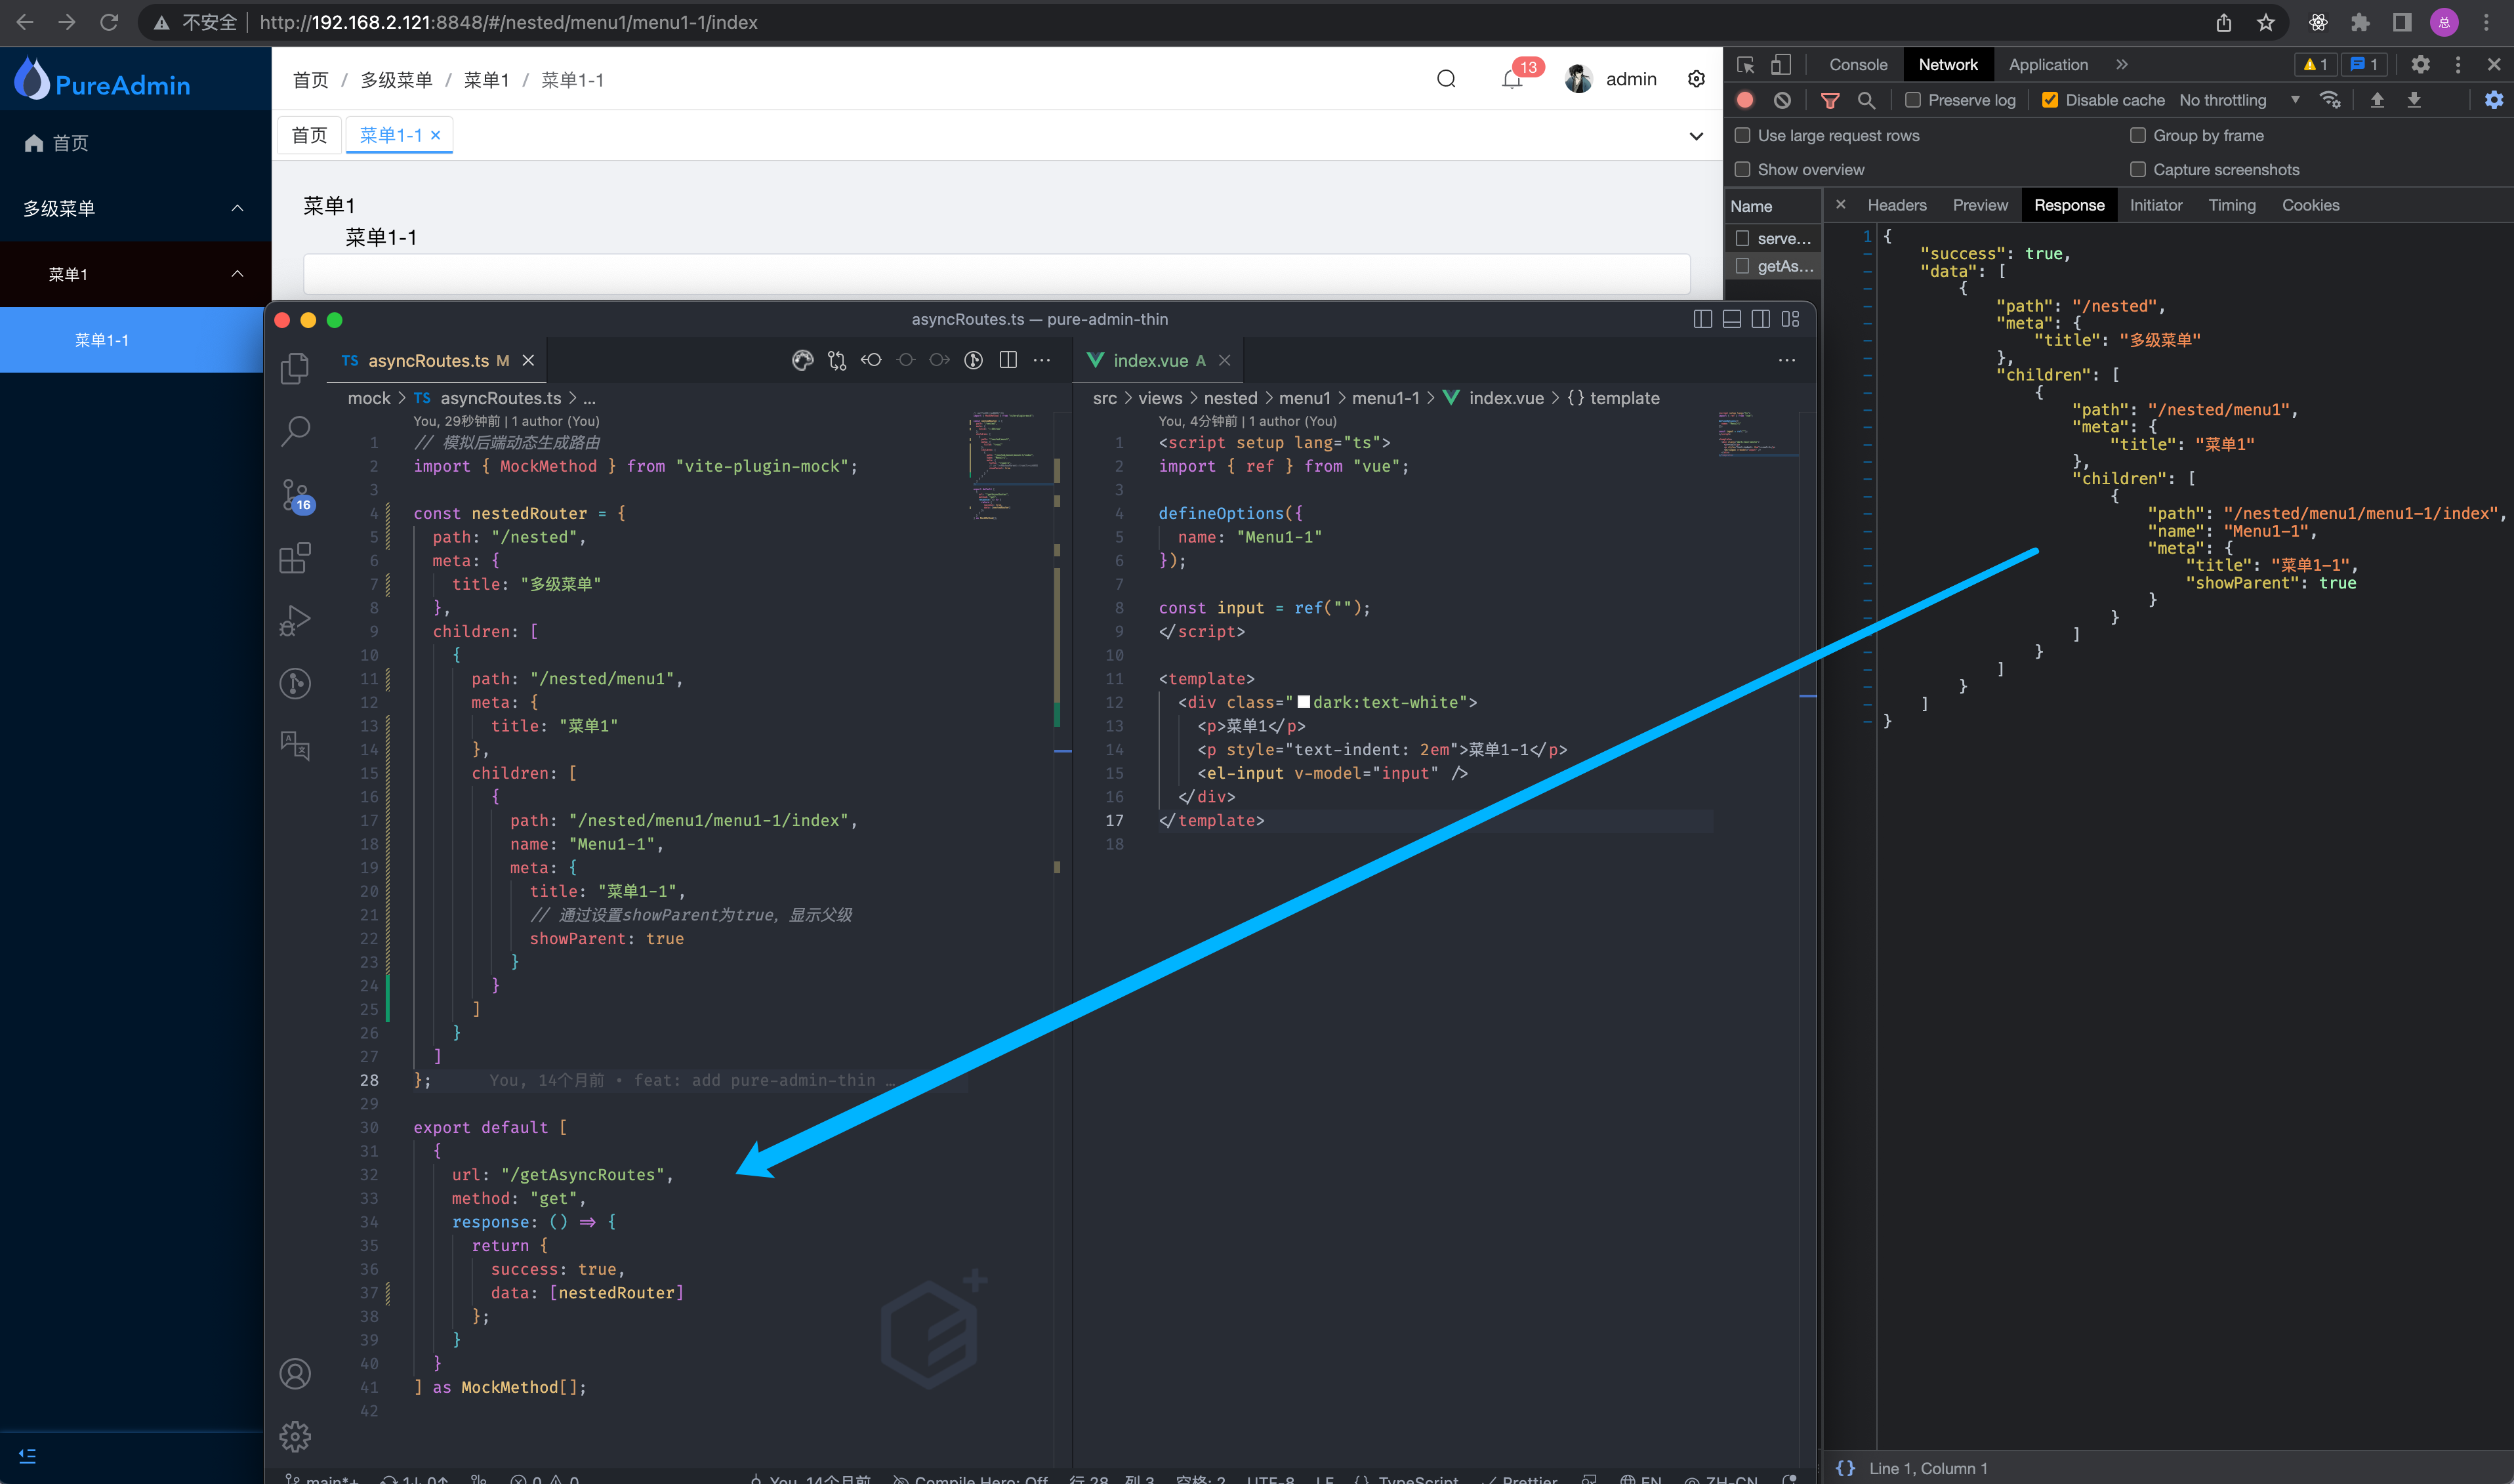 不安全 http://192.168.2.121:8848/#/nested/menu1/menu1-1/index
总
PureAdmin
首页
多级菜单
菜单1
菜单1-1
首页 / 多级菜单 / 菜单1 / 菜单1-1
13
admin
首页
菜单1-1
菜单1
菜单1-1
Console Network Application » 1 1
Preserve log Disable cache No throttling
Use large request rows Group by frame
Show overview Capture screenshots
Name
serve...
getAs...
Headers Preview Response Initiator Timing Cookies
1 {
"success": true,
"data": [
{
"path": "/nested",
"meta": {
"title": "多级菜单"
},
"children": [
{
"path": "/nested/menu1",
"meta": {
"title": "菜单1"
},
"children": [
{
"path": "/nested/menu1/menu1-1/index",
"name": "Menu1-1",
"meta": {
"title": "菜单1-1",
"showParent": true
}
}
]
}
]
}
]
}
{} Line 1, Column 1
asyncRoutes.ts — pure-admin-thin
16
TS asyncRoutes.ts M
mock > TS asyncRoutes.ts > ...
You, 29秒钟前 | 1 author (You)
1 // 模拟后端动态生成路由
2 import { MockMethod } from "vite-plugin-mock";
3
4 const nestedRouter = {
5 path: "/nested",
6 meta: {
7 title: "多级菜单"
8 },
9 children: [
10 {
11 path: "/nested/menu1",
12 meta: {
13 title: "菜单1"
14 },
15 children: [
16 {
17 path: "/nested/menu1/menu1-1/index",
18 name: "Menu1-1",
19 meta: {
20 title: "菜单1-1",
21 // 通过设置showParent为true，显示父级
22 showParent: true
23 }
24 }
25 ]
26 }
27 ]
28 }; You, 14个月前 • feat: add pure-admin-thin …
29
30 export default [
31 {
32 url: "/getAsyncRoutes",
33 method: "get",
34 response: () => {
35 return {
36 success: true,
37 data: [nestedRouter]
38 };
39 }
40 }
41 ] as MockMethod[];
42
index.vue A
src > views > nested > menu1 > menu1-1 > index.vue > {} template
You, 4分钟前 | 1 author (You)
1 <script setup lang="ts">
2 import { ref } from "vue";
3
4 defineOptions({
5 name: "Menu1-1"
6 });
7
8 const input = ref("");
9 </script>
10
11 <template>
12 <div class="dark:text-white">
13 <p>菜单1</p>
14 <p style="text-indent: 2em">菜单1-1</p>
15 <el-input v-model="input" />
16 </div>
17 </template>
18
main*+ 1↓ 0↑ 0 0 You, 14个月前 Compile Hero: Off 行 28, 列 3 空格: 2 UTF-8 LF {} TypeScript Prettier EN ZH-CN